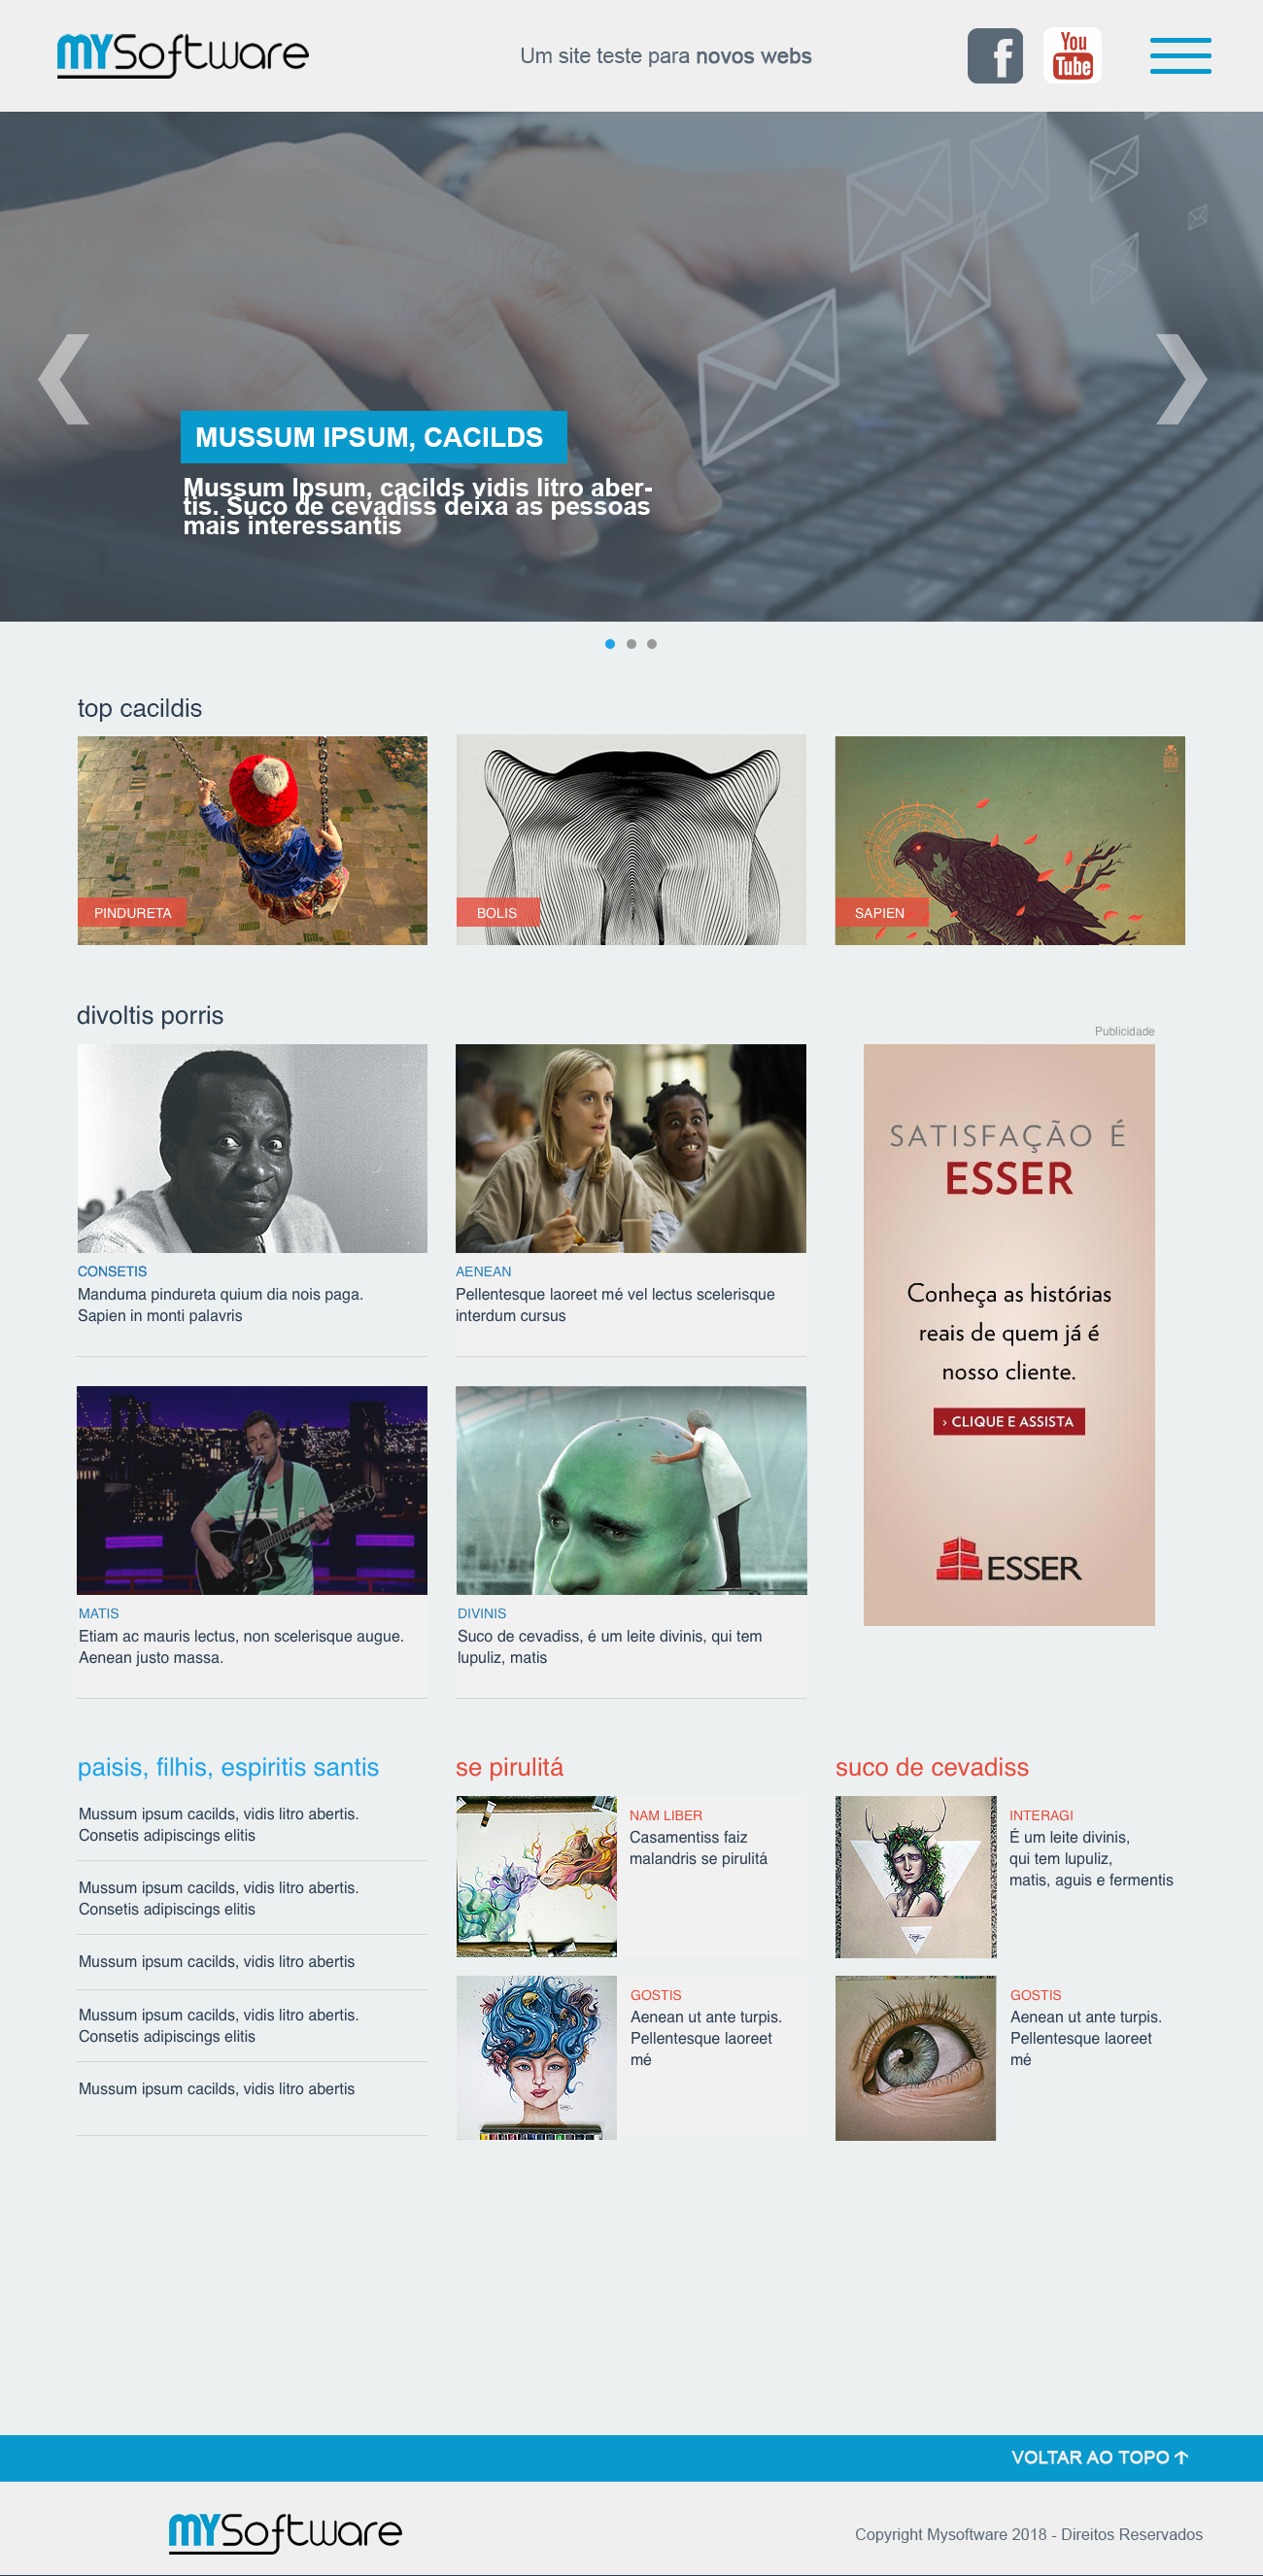 MYSoftware
Um site teste para novos webs
f
You
Tube
MUSSUM IPSUM, CACILDS
Mussum Ipsum, cacilds vidis litro aber-
tis. Suco de cevadiss deixa as pessoas
mais interessantis
top cacildis
PINDURETA
BOLIS
SAPIEN
divoltis porris
Publicidade
CONSETIS
Manduma pindureta quium dia nois paga.
Sapien in monti palavris
AENEAN
Pellentesque laoreet mé vel lectus scelerisque
interdum cursus
SATISFAÇÃO É
ESSER
Conheça as histórias
reais de quem já é
nosso cliente.
› CLIQUE E ASSISTA
ESSER
MATIS
Etiam ac mauris lectus, non scelerisque augue.
Aenean justo massa.
DIVINIS
Suco de cevadiss, é um leite divinis, qui tem
lupuliz, matis
paisis, filhis, espiritis santis
Mussum ipsum cacilds, vidis litro abertis.
Consetis adipiscings elitis
Mussum ipsum cacilds, vidis litro abertis.
Consetis adipiscings elitis
Mussum ipsum cacilds, vidis litro abertis
Mussum ipsum cacilds, vidis litro abertis.
Consetis adipiscings elitis
Mussum ipsum cacilds, vidis litro abertis
se pirulitá
NAM LIBER
Casamentiss faiz
malandris se pirulitá
GOSTIS
Aenean ut ante turpis.
Pellentesque laoreet
mé
suco de cevadiss
INTERAGI
É um leite divinis,
qui tem lupuliz,
matis, aguis e fermentis
GOSTIS
Aenean ut ante turpis.
Pellentesque laoreet
mé
VOLTAR AO TOPO ↑
MYSoftware
Copyright Mysoftware 2018 - Direitos Reservados